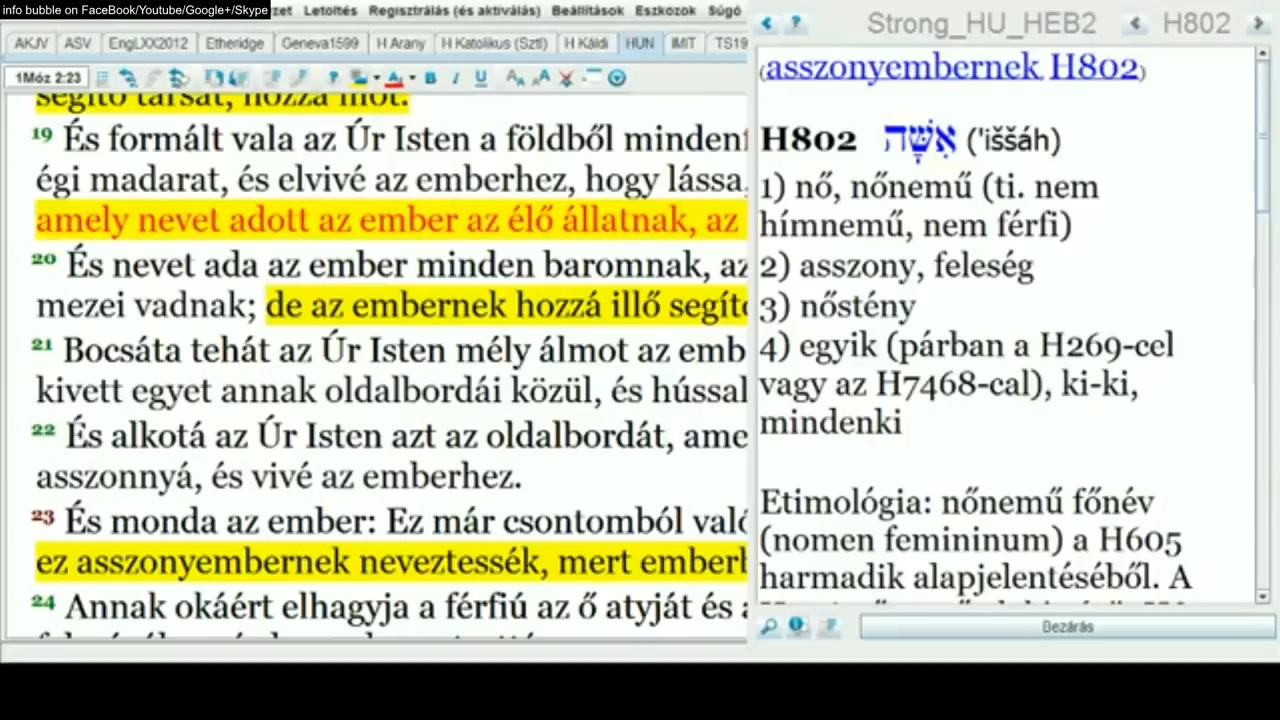 info bubble on FaceBook/Youtube/Google+/Skype
Letöltés Regisztrálás (és aktiválás) Beállítások Eszközök Súgó
AKJV ASV EngLXX2012 Etheridge Geneva1599 H Arany H Katolikus (SztI) H Káldi HUN IMIT TS19
1Móz 2:23
segítő társat, hozzá illőt.
19 És formált vala az Úr Isten a földből minden
égi madarat, és elvivé az emberhez, hogy lássa,
amely nevet adott az ember az élő állatnak, az
20 És nevet ada az ember minden baromnak, az
mezei vadnak; de az embernek hozzá illő segítő
21 Bocsáta tehát az Úr Isten mély álmot az emb
kivett egyet annak oldalbordái közül, és hússal
22 És alkotá az Úr Isten azt az oldalbordát, ame
asszonnyá, és vivé az emberhez.
23 És monda az ember: Ez már csontomból való
ez asszonyembernek neveztessék, mert emberb
24 Annak okáért elhagyja a férfiú az ő atyját és a
Strong_HU_HEB2 H802
(asszonyembernek H802)
H802 אִשָּׁה ('iššáh)
1) nő, nőnemű (ti. nem
hímnemű, nem férfi)
2) asszony, feleség
3) nőstény
4) egyik (párban a H269-cel
vagy az H7468-cal), ki-ki,
mindenki
Etimológia: nőnemű főnév
(nomen femininum) a H605
harmadik alapjelentéséből. A
Bezárás